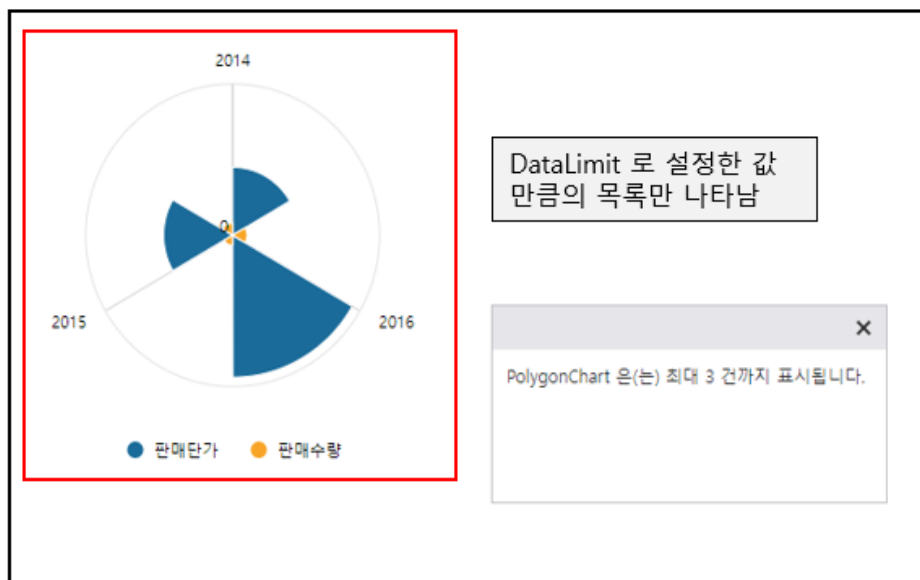 2014
0
2015
2016
판매단가
판매수량
DataLimit 로 설정한 값
만큼의 목록만 나타남
PolygonChart 은(는) 최대 3 건까지 표시됩니다.